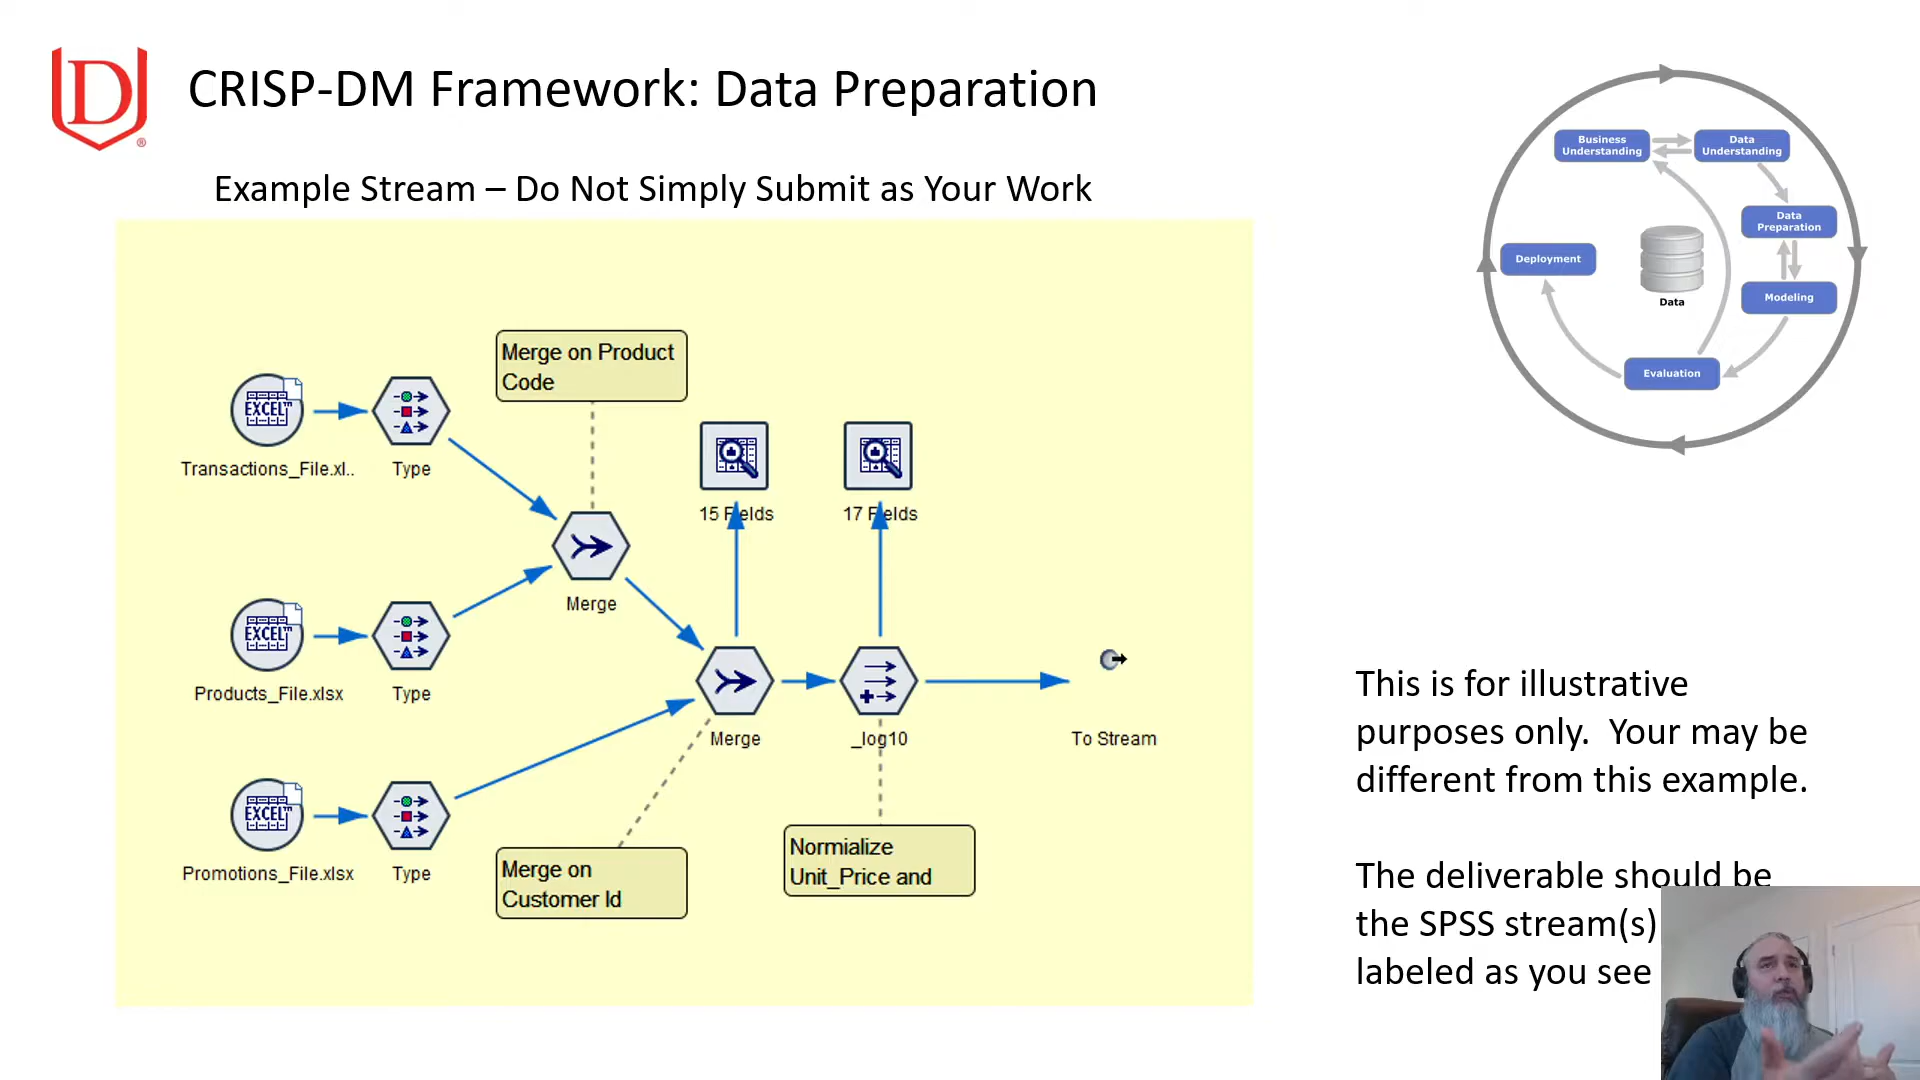 D
®
CRISP-DM Framework: Data Preparation
Example Stream – Do Not Simply Submit as Your Work
Business
Understanding
Data
Understanding
Data
Preparation
Deployment
Data
Modeling
Evaluation
Merge on Product
Code
EXCEL™
Transactions_File.xl..
Type
15 Fields
17 Fields
Merge
EXCEL™
Products_File.xlsx
Type
Merge
_log10
To Stream
EXCEL™
Promotions_File.xlsx
Type
Merge on
Customer Id
Normialize
Unit_Price and
This is for illustrative
purposes only.  Your may be
different from this example.
The deliverable should be
the SPSS stream(s)
labeled as you see